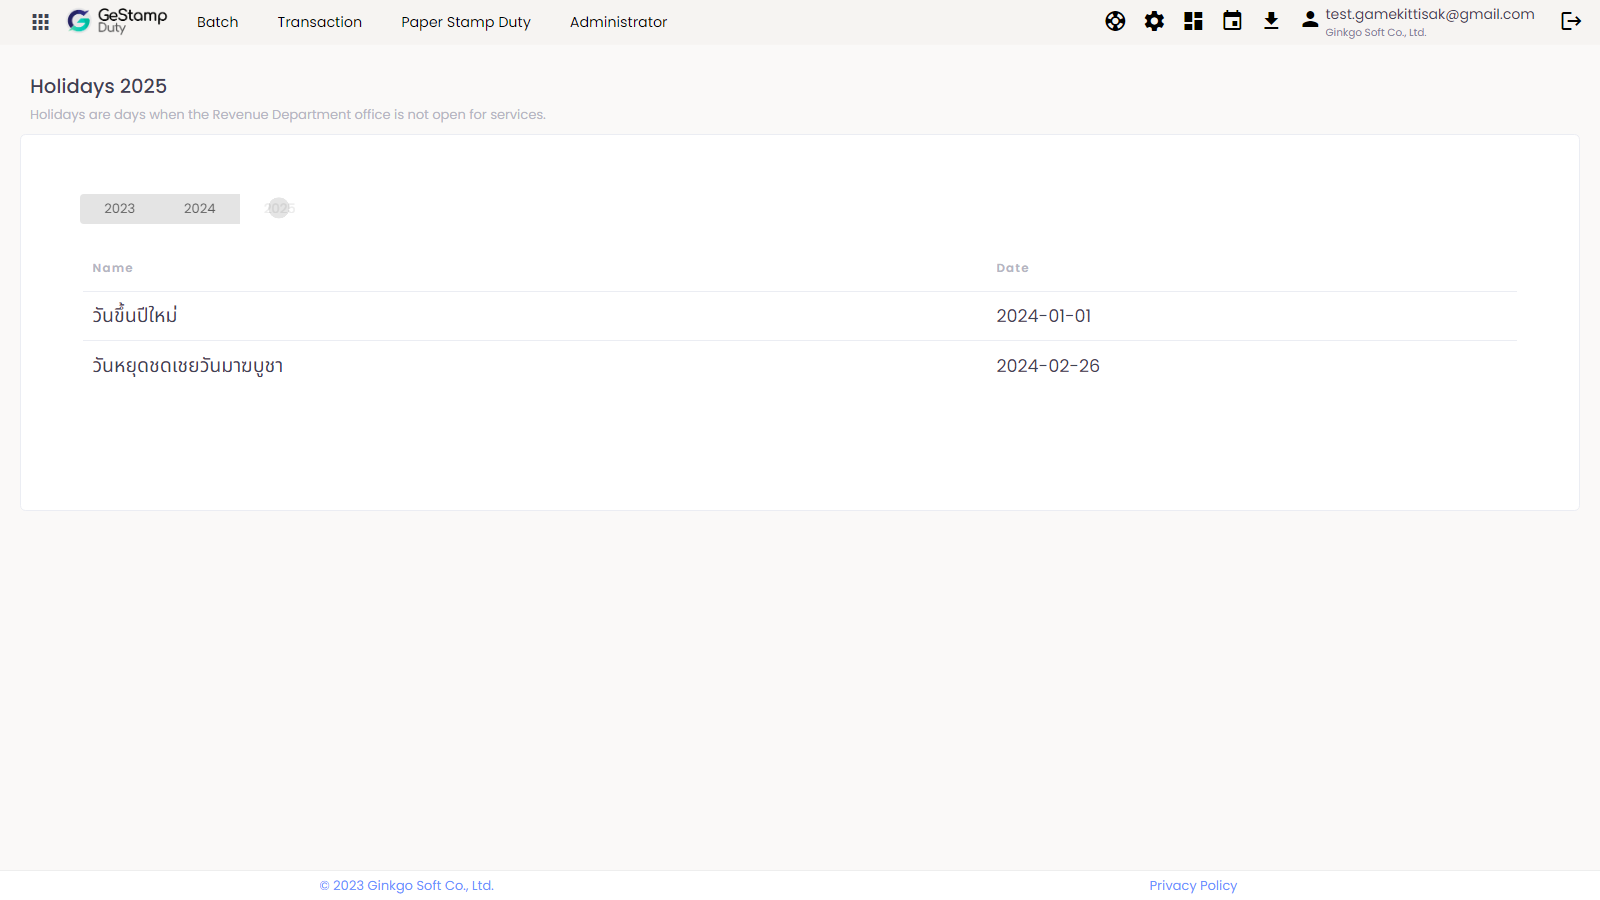 GeStamp
Duty
Batch
Transaction
Paper Stamp Duty
Administrator
test.gamekittisak@gmail.com
Ginkgo Soft Co., Ltd.
Holidays 2025
Holidays are days when the Revenue Department office is not open for services.
2023
2024
2025
Name
Date
วันขึ้นปีใหม่
2024-01-01
วันหยุดชดเชยวันมาฆบูชา
2024-02-26
© 2023 Ginkgo Soft Co., Ltd.
Privacy Policy